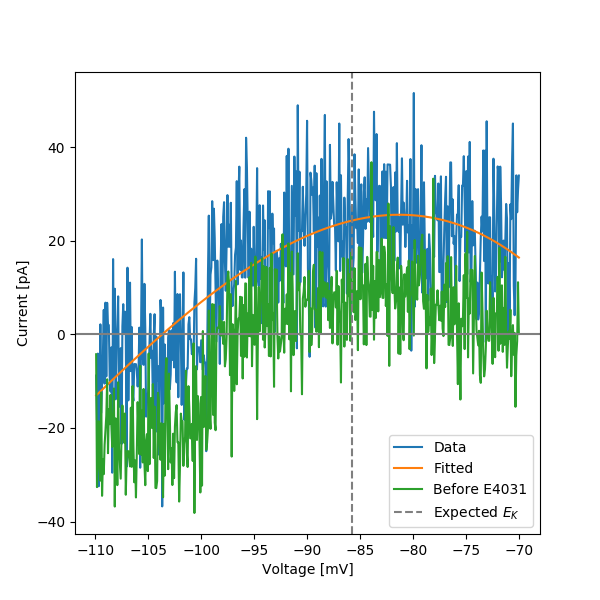 40
20
0
−20
−40
Current [pA]
−110
−105
−100
−95
−90
−85
−80
−75
−70
Voltage [mV]
Data
Fitted
Before E4031
Expected E_K